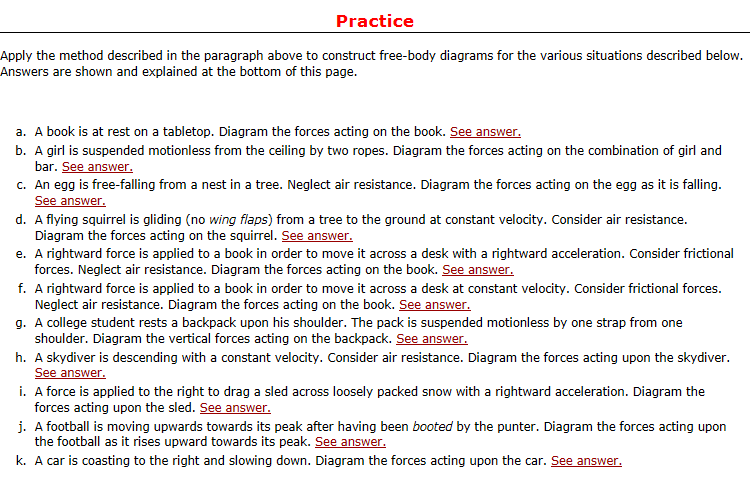 Practice
Apply the method described in the paragraph above to construct free-body diagrams for the various situations described below.
Answers are shown and explained at the bottom of this page.
a. A book is at rest on a tabletop. Diagram the forces acting on the book. See answer.
b. A girl is suspended motionless from the ceiling by two ropes. Diagram the forces acting on the combination of girl and
bar. See answer.
c. An egg is free-falling from a nest in a tree. Neglect air resistance. Diagram the forces acting on the egg as it is falling.
See answer.
d. A flying squirrel is gliding (no wing flaps) from a tree to the ground at constant velocity. Consider air resistance.
Diagram the forces acting on the squirrel. See answer.
e. A rightward force is applied to a book in order to move it across a desk with a rightward acceleration. Consider frictional
forces. Neglect air resistance. Diagram the forces acting on the book. See answer.
f. A rightward force is applied to a book in order to move it across a desk at constant velocity. Consider frictional forces.
Neglect air resistance. Diagram the forces acting on the book. See answer.
g. A college student rests a backpack upon his shoulder. The pack is suspended motionless by one strap from one
shoulder. Diagram the vertical forces acting on the backpack. See answer.
h. A skydiver is descending with a constant velocity. Consider air resistance. Diagram the forces acting upon the skydiver.
See answer.
i. A force is applied to the right to drag a sled across loosely packed snow with a rightward acceleration. Diagram the
forces acting upon the sled. See answer.
j. A football is moving upwards towards its peak after having been booted by the punter. Diagram the forces acting upon
the football as it rises upward towards its peak. See answer.
k. A car is coasting to the right and slowing down. Diagram the forces acting upon the car. See answer.